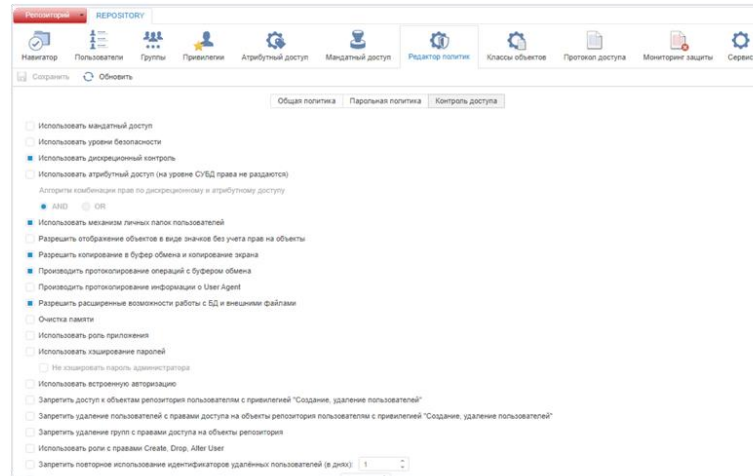 Репозиторий REPOSITORY
Навигатор Пользователи Группы Привилегии Атрибутный доступ Мандатный доступ Редактор политик Классы объектов Протокол доступа Мониторинг защиты Сервис
Сохранить Обновить
Общая политика Парольная политика Контроль доступа
Использовать мандатный доступ
Использовать уровни безопасности
Использовать дискреционный контроль
Использовать атрибутный доступ (на уровне СУБД права не раздаются)
Алгоритм комбинации прав по дискреционному и атрибутному доступу
AND OR
Использовать механизм личных папок пользователей
Разрешить отображение объектов в виде значков без учета прав на объекты
Разрешить копирование в буфер обмена и копирование экрана
Производить протоколирование операций с буфером обмена
Производить протоколирование информации о User Agent
Разрешить расширенные возможности работы с БД и внешними файлами
Очистка памяти
Использовать роль приложения
Использовать хэширование паролей
Не хэшировать пароль администратора
Использовать встроенную авторизацию
Запретить доступ к объектам репозитория пользователям с привилегией "Создание, удаление пользователей"
Запретить удаление пользователей с правами доступа на объекты репозитория пользователям с привилегией "Создание, удаление пользователей"
Запретить удаление групп с правами доступа на объекты репозитория
Использовать роли с правами Create, Drop, Alter User
Запретить повторное использование идентификаторов удалённых пользователей (в днях): 1